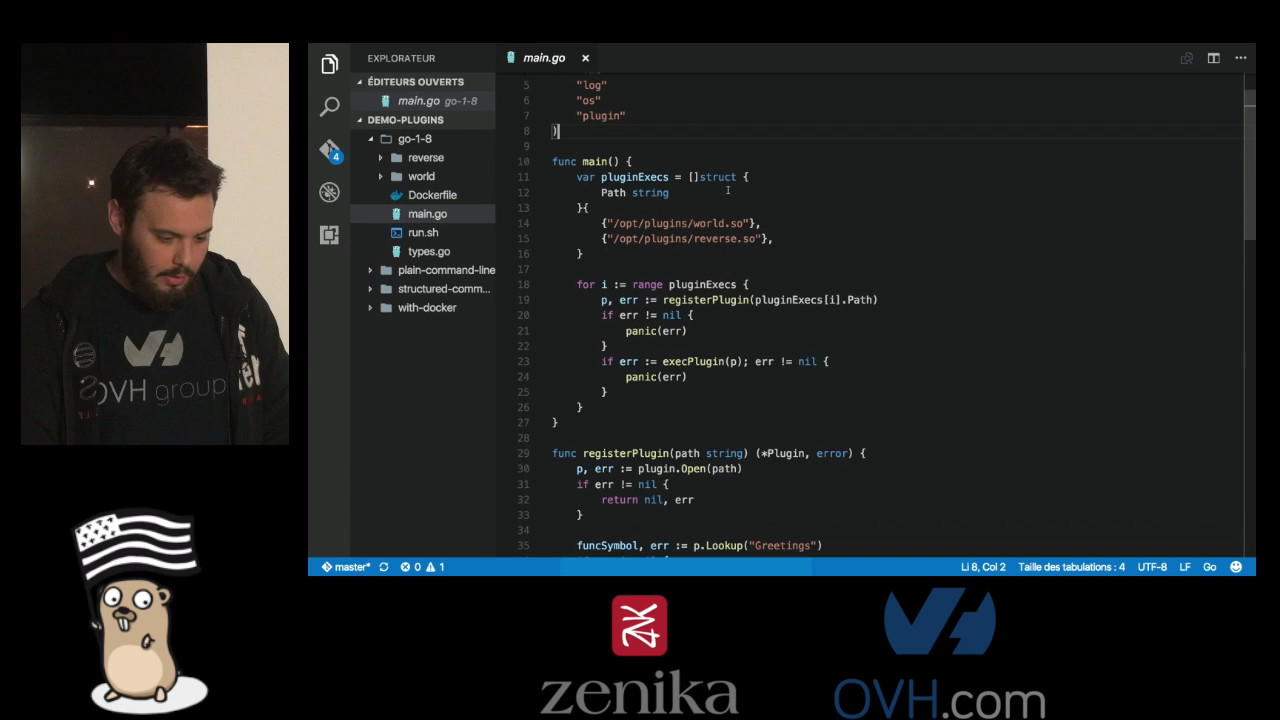 OVH group
EXPLORATEUR
ÉDITEURS OUVERTS
main.go go-1-8
DEMO-PLUGINS
go-1-8
reverse
world
Dockerfile
main.go
run.sh
types.go
plain-command-line
structured-comm...
with-docker
4
main.go ×
5 "log"
6 "os"
7 "plugin"
8 )
9
10 func main() {
11 var pluginExecs = []struct {
12 Path string
13 }{
14 {"/opt/plugins/world.so"},
15 {"/opt/plugins/reverse.so"},
16 }
17
18 for i := range pluginExecs {
19 p, err := registerPlugin(pluginExecs[i].Path)
20 if err != nil {
21 panic(err)
22 }
23 if err := execPlugin(p); err != nil {
24 panic(err)
25 }
26 }
27 }
28
29 func registerPlugin(path string) (*Plugin, error) {
30 p, err := plugin.Open(path)
31 if err != nil {
32 return nil, err
33 }
34
35 funcSymbol, err := p.Lookup("Greetings")
master* 0 1 Li 8, Col 2 Taille des tabulations : 4 UTF-8 LF Go
zenika
OVH.com